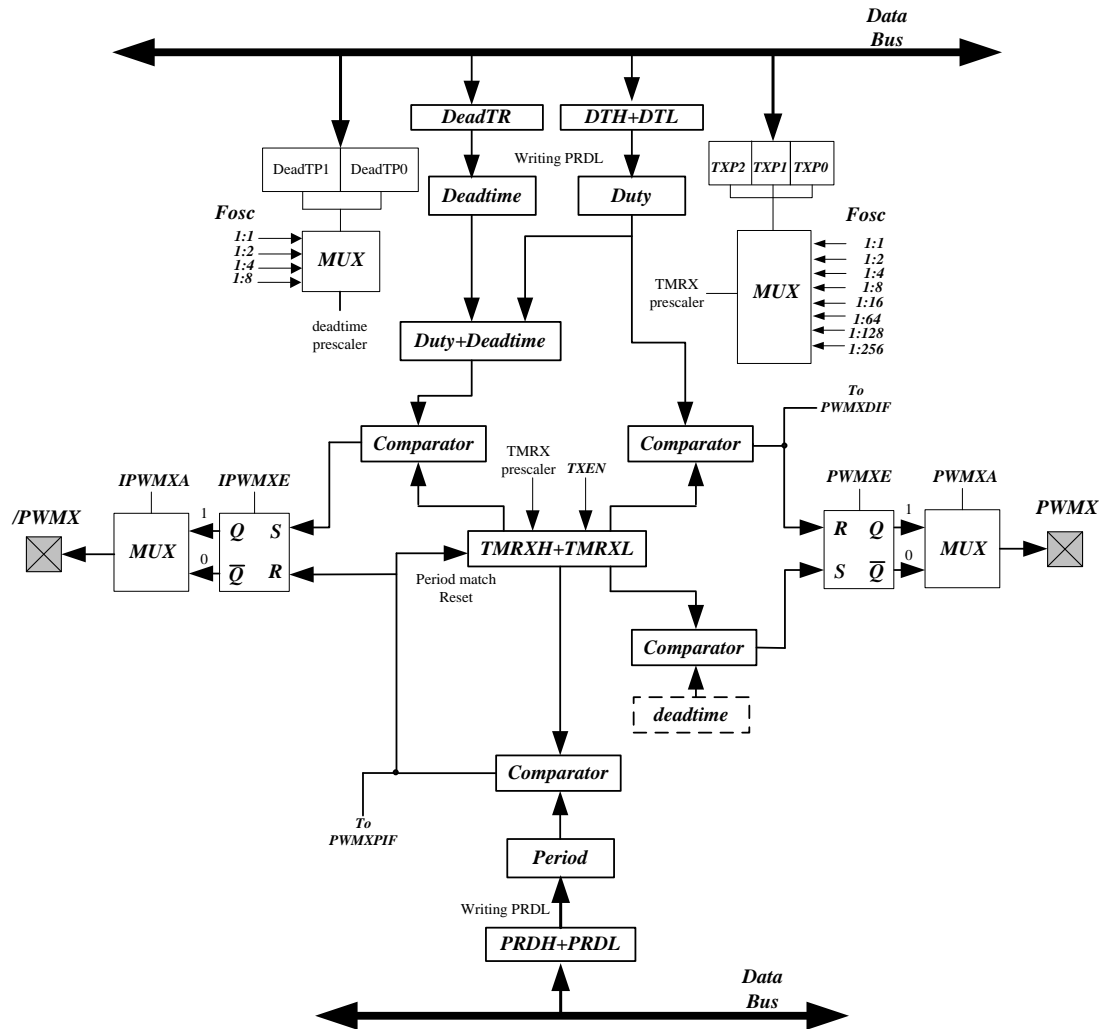 Data
Bus
DeadTR
DTH+DTL
Writing PRDL
DeadTP1
DeadTP0
TXP2
TXP1
TXP0
Deadtime
Duty
Fosc
1:1
1:2
1:4
1:8
MUX
deadtime
prescaler
Fosc
1:1
1:2
1:4
1:8
1:16
1:64
1:128
1:256
MUX
TMRX
prescaler
Duty+Deadtime
To
PWMXDIF
Comparator
Comparator
TMRX
prescaler
TXEN
IPWMXA
IPWMXE
PWMXE
PWMXA
/PWMX
PWMX
MUX
1
0
Q
S
Q̅
R
TMRXH+TMRXL
Period match
Reset
R
Q
S
Q̅
1
0
MUX
Comparator
deadtime
Comparator
To
PWMXPIF
Period
Writing PRDL
PRDH+PRDL
Data
Bus